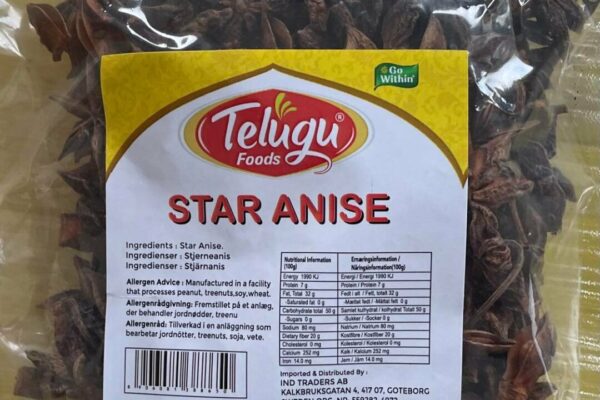 Go
Within
Telugu®
Foods
STAR ANISE
Ingredients : Star Anise.
Ingredienser : Stjerneanis
Ingredienser : Stjärnanis
Allergen Advice : Manufactured in a facility
that processes peanut, treenuts,soy,wheat.
Allergenrådgivning: Fremstillet på et anlæg,
der behandler jordnødder, treenu
Allergenråd: Tillverkad i en anläggning som
bearbetar jordnötter, treenuts, soja, vete.
Nutritional Information
(100g)
Energy 1990 KJ
Protein 7 g
Fat, Total 32 g
-Saturated fat 0 g
Carbohydrate total 50 g
-Sugars 0 g
Sodium 80 mg
Dietary fiber 20 g
Cholesterol 0 mg
Calcium 252 mg
Iron 14.0 mg
Ernæringsinformation /
Näringsinformation(100g)
Energi / Energi 1990 KJ
Protein / Protein 7 g
Fedt i alt / Fett, totalt 32 g
-Mættet fedt / -Mättat fett 0 g
Samlet kulhydrat / kolhydrat Totalt 50 g
-Sukker / -Socker 0 g
Natrium / Natrium 80 mg
Kostfibre / Kostfiber 20 g
Kolesterol / Kolesterol 0 mg
Kalk / Kalcium 252 mg
Jern / Järn 14.0 mg
Imported & Distributed By :
IND TRADERS AB
KALKBRUKSGATAN 4, 417 07, GOTEBORG